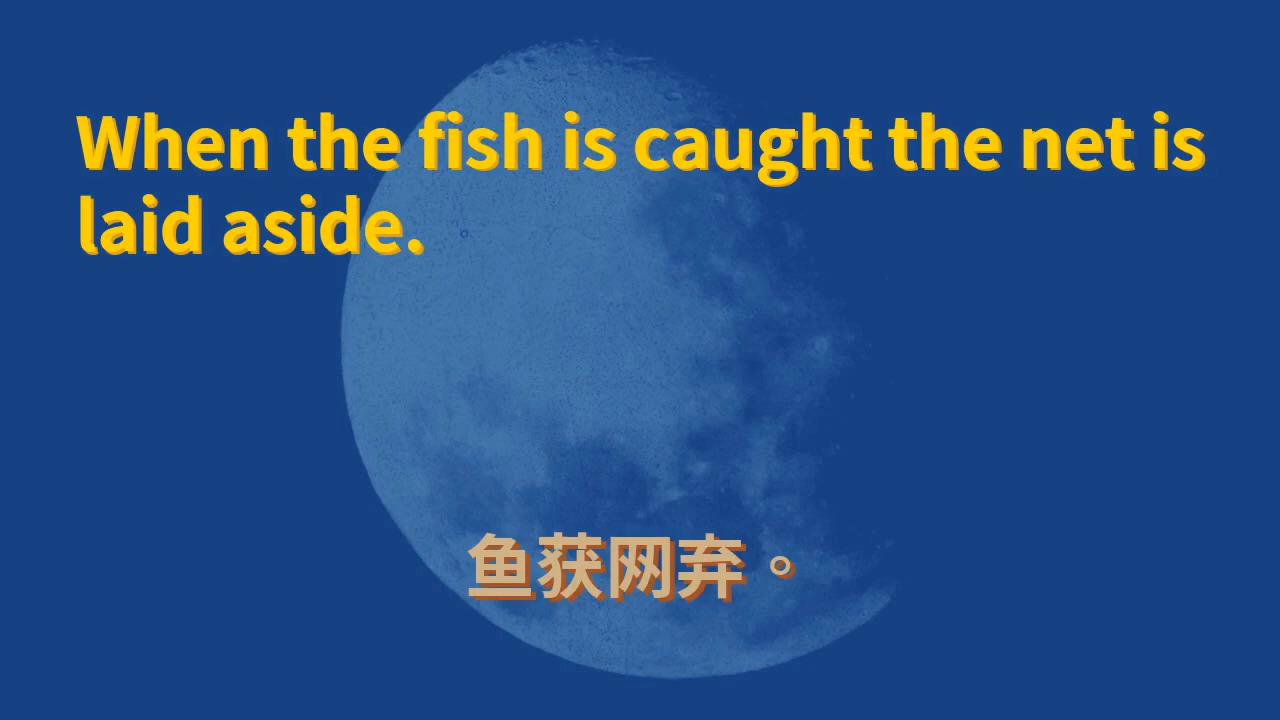 When the fish is caught the net is
laid aside.
鱼获网弃。